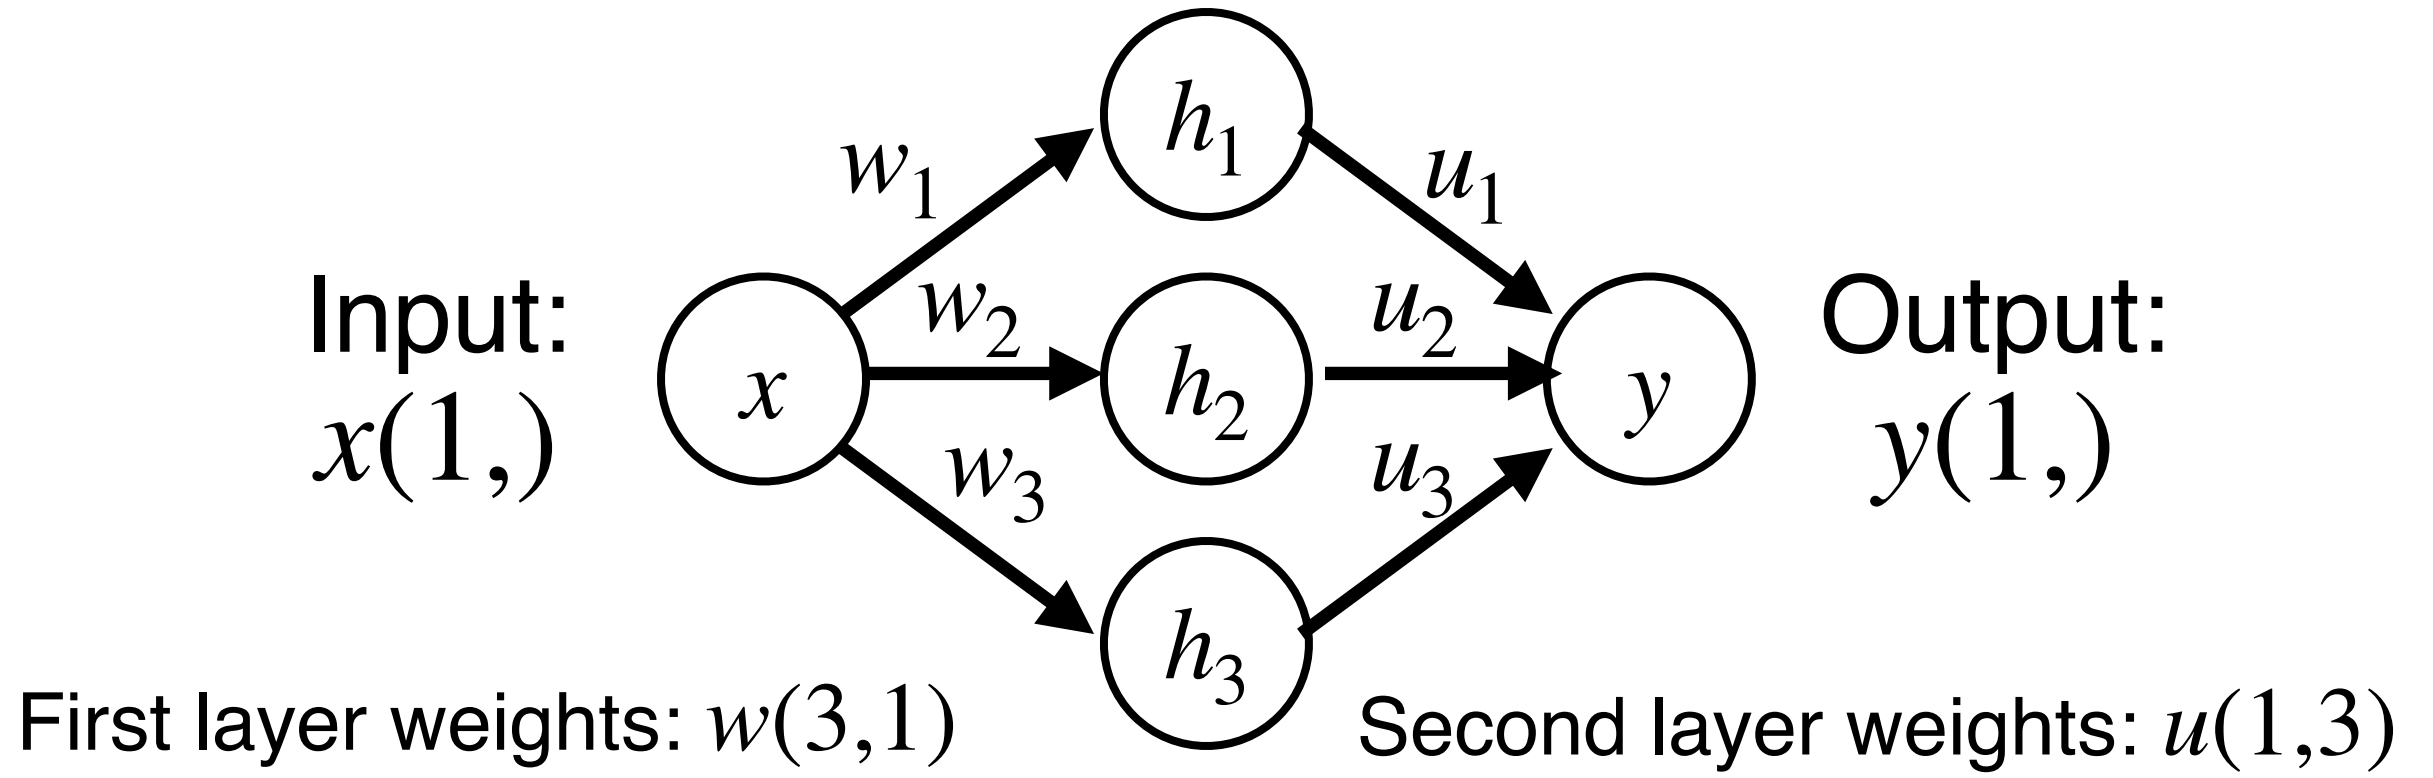 h₁
w₁
u₁
Input:
x(1,)
w₂
u₂
x
h₂
y
Output:
y(1,)
w₃
u₃
h₃
First layer weights: w(3,1)
Second layer weights: u(1,3)